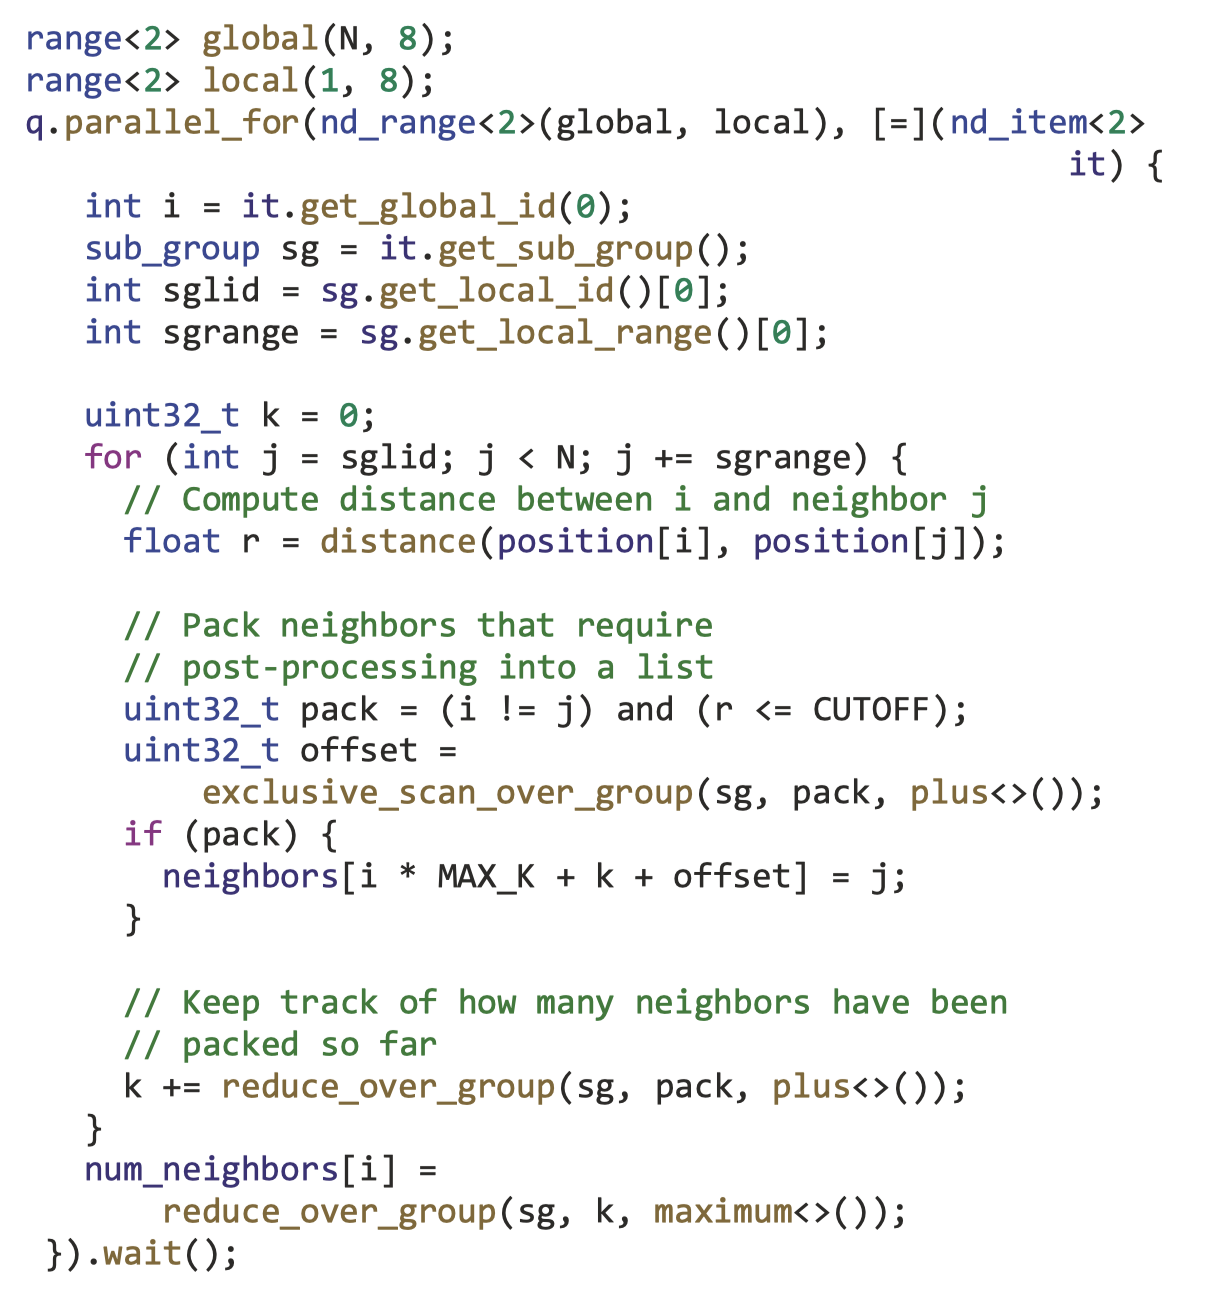 range<2> global(N, 8);
range<2> local(1, 8);
q.parallel_for(nd_range<2>(global, local), [=](nd_item<2>
                                                     it) {
   int i = it.get_global_id(0);
   sub_group sg = it.get_sub_group();
   int sglid = sg.get_local_id()[0];
   int sgrange = sg.get_local_range()[0];

   uint32_t k = 0;
   for (int j = sglid; j < N; j += sgrange) {
     // Compute distance between i and neighbor j
     float r = distance(position[i], position[j]);

     // Pack neighbors that require
     // post-processing into a list
     uint32_t pack = (i != j) and (r <= CUTOFF);
     uint32_t offset =
         exclusive_scan_over_group(sg, pack, plus<>());
     if (pack) {
       neighbors[i * MAX_K + k + offset] = j;
     }

     // Keep track of how many neighbors have been
     // packed so far
     k += reduce_over_group(sg, pack, plus<>());
   }
   num_neighbors[i] =
       reduce_over_group(sg, k, maximum<>());
 }).wait();